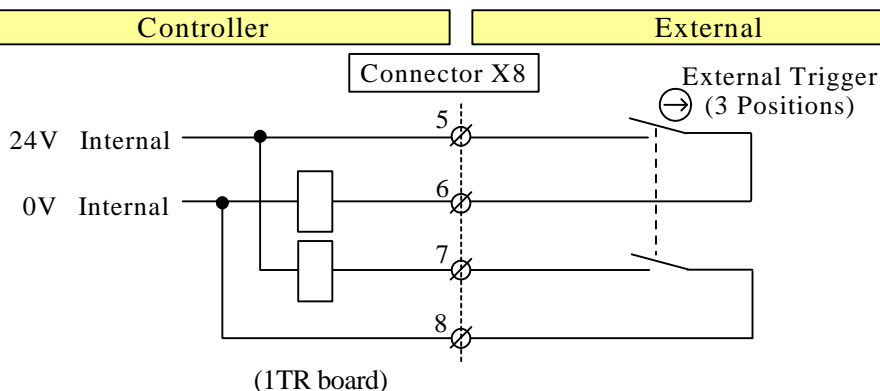 Controller
External
Connector X8
External Trigger
(3 Positions)
5
24V Internal
6
0V Internal
7
8
(1TR board)